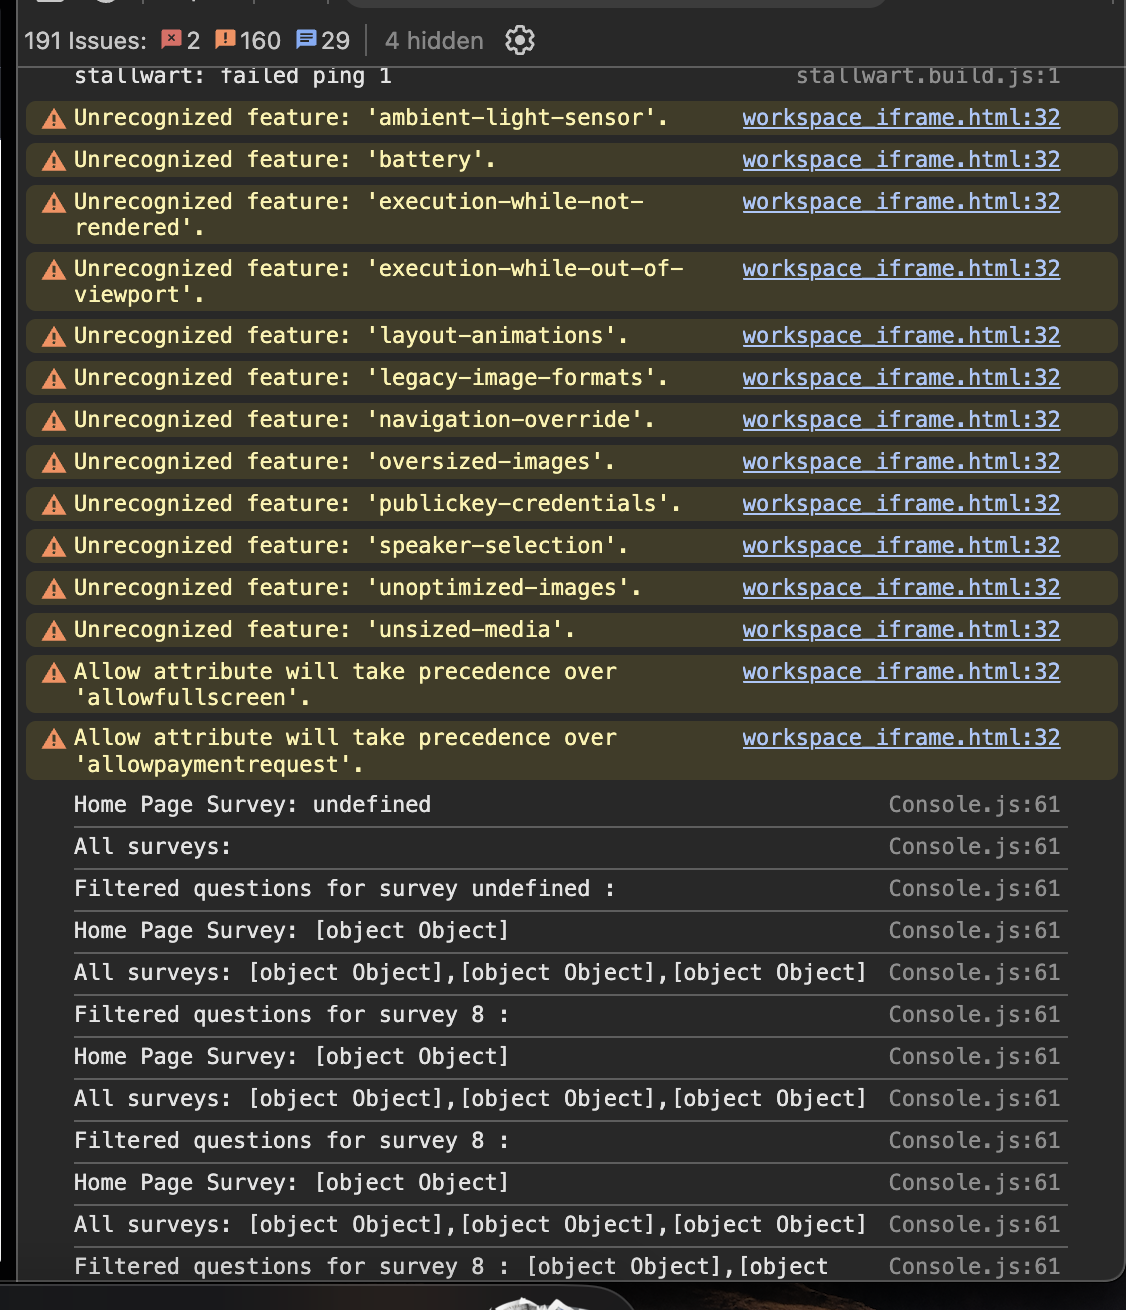 191 Issues: 2 160 29 4 hidden
stallwart: failed ping 1 stallwart.build.js:1
Unrecognized feature: 'ambient-light-sensor'. workspace_iframe.html:32
Unrecognized feature: 'battery'. workspace_iframe.html:32
Unrecognized feature: 'execution-while-not- workspace_iframe.html:32
rendered'.
Unrecognized feature: 'execution-while-out-of- workspace_iframe.html:32
viewport'.
Unrecognized feature: 'layout-animations'. workspace_iframe.html:32
Unrecognized feature: 'legacy-image-formats'. workspace_iframe.html:32
Unrecognized feature: 'navigation-override'. workspace_iframe.html:32
Unrecognized feature: 'oversized-images'. workspace_iframe.html:32
Unrecognized feature: 'publickey-credentials'. workspace_iframe.html:32
Unrecognized feature: 'speaker-selection'. workspace_iframe.html:32
Unrecognized feature: 'unoptimized-images'. workspace_iframe.html:32
Unrecognized feature: 'unsized-media'. workspace_iframe.html:32
Allow attribute will take precedence over workspace_iframe.html:32
'allowfullscreen'.
Allow attribute will take precedence over workspace_iframe.html:32
'allowpaymentrequest'.
Home Page Survey: undefined Console.js:61
All surveys: Console.js:61
Filtered questions for survey undefined : Console.js:61
Home Page Survey: [object Object] Console.js:61
All surveys: [object Object],[object Object],[object Object] Console.js:61
Filtered questions for survey 8 : Console.js:61
Home Page Survey: [object Object] Console.js:61
All surveys: [object Object],[object Object],[object Object] Console.js:61
Filtered questions for survey 8 : Console.js:61
Home Page Survey: [object Object] Console.js:61
All surveys: [object Object],[object Object],[object Object] Console.js:61
Filtered questions for survey 8 : [object Object],[object Console.js:61